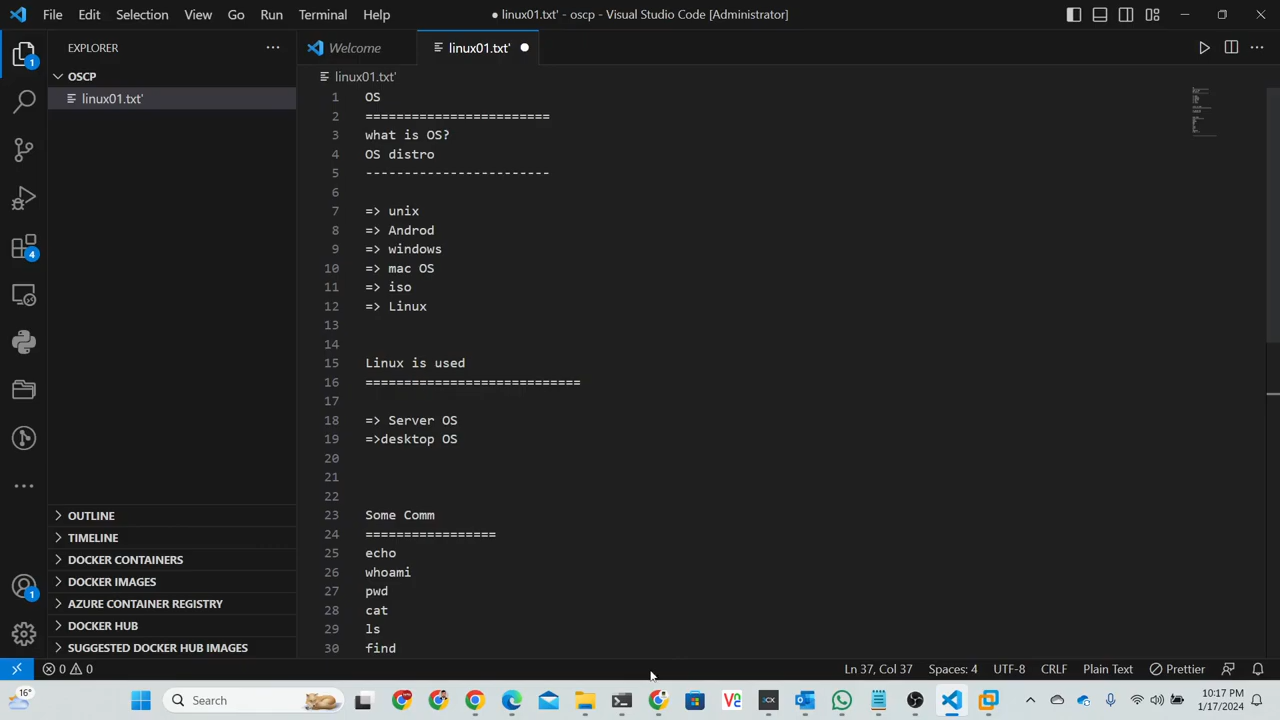 File Edit Selection View Go Run Terminal Help
● linux01.txt' - oscp - Visual Studio Code [Administrator]
EXPLORER
Welcome
linux01.txt'
OSCP
linux01.txt'
linux01.txt'
1 OS
2 ========================
3 what is OS?
4 OS distro
5 ------------------------
6
7 => unix
8 => Androd
9 => windows
10 => mac OS
11 => iso
12 => Linux
13
14
15 Linux is used
16 ============================
17
18 => Server OS
19 =>desktop OS
20
21
22
23 Some Comm
24 =================
25 echo
26 whoami
27 pwd
28 cat
29 ls
30 find
OUTLINE
TIMELINE
DOCKER CONTAINERS
DOCKER IMAGES
AZURE CONTAINER REGISTRY
DOCKER HUB
SUGGESTED DOCKER HUB IMAGES
1
4
1
0 0
Ln 37, Col 37 Spaces: 4 UTF-8 CRLF Plain Text Prettier
16°
Search
10:17 PM
1/17/2024